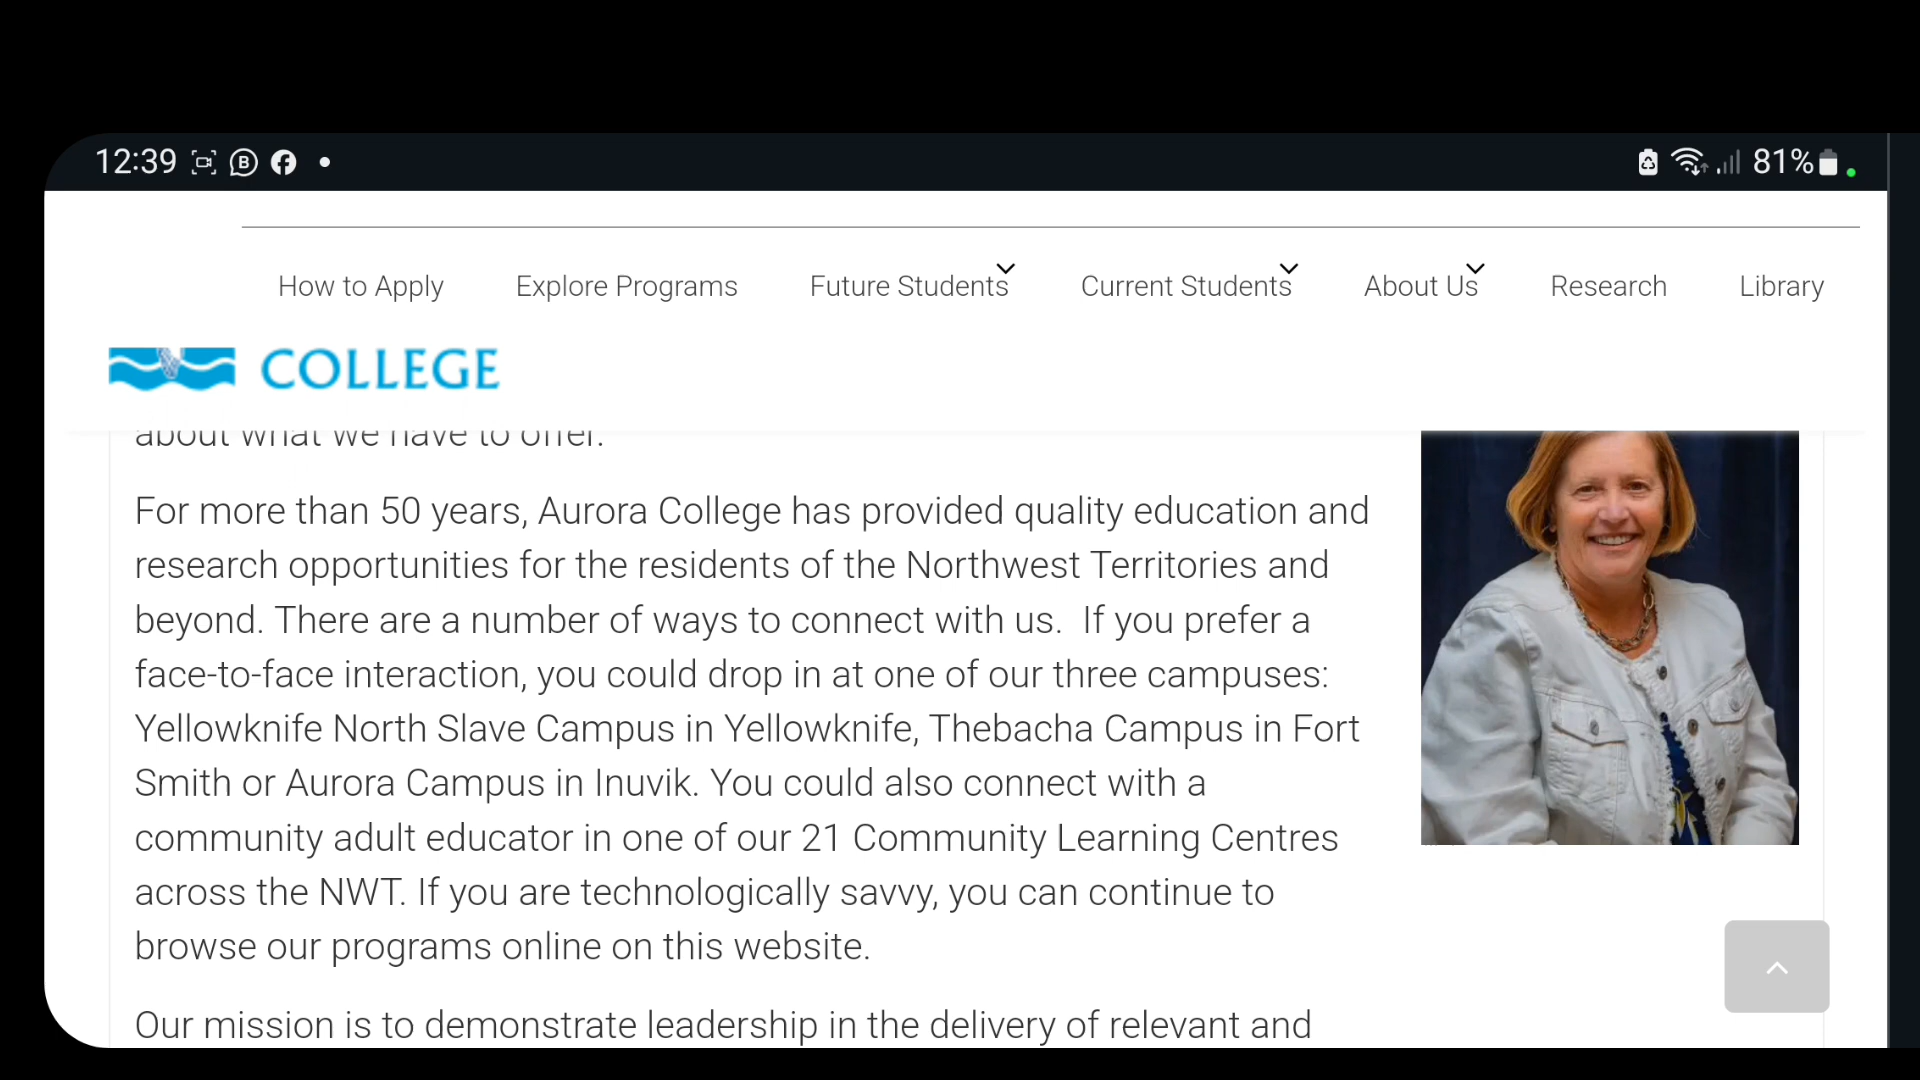 12:39
81%
How to Apply Explore Programs Future Students Current Students About Us Research Library
COLLEGE
about what we have to offer.
For more than 50 years, Aurora College has provided quality education and
research opportunities for the residents of the Northwest Territories and
beyond. There are a number of ways to connect with us.  If you prefer a
face-to-face interaction, you could drop in at one of our three campuses:
Yellowknife North Slave Campus in Yellowknife, Thebacha Campus in Fort
Smith or Aurora Campus in Inuvik. You could also connect with a
community adult educator in one of our 21 Community Learning Centres
across the NWT. If you are technologically savvy, you can continue to
browse our programs online on this website.
Our mission is to demonstrate leadership in the delivery of relevant and